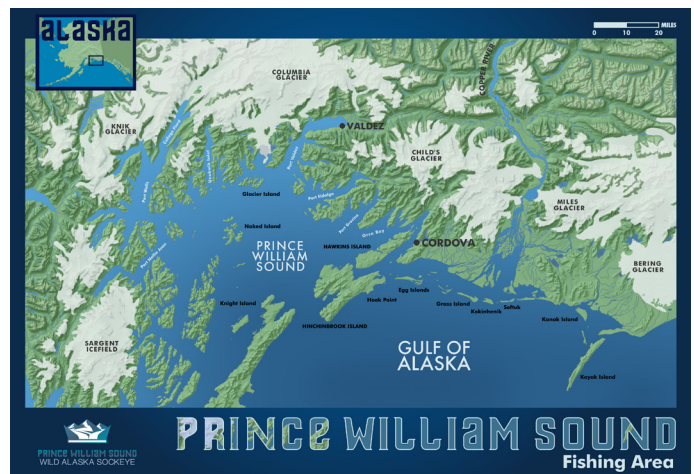 ALASKA
MILES
0 10 20
COLUMBIA
GLACIER
COPPER RIVER
KNIK
GLACIER
VALDEZ
CHILD'S
GLACIER
Glacier Island
Port Fidalgo
MILES
GLACIER
Port Wells
Naked Island
Port Gravina
Orca Bay
PRINCE
WILLIAM
SOUND
HAWKINS ISLAND
CORDOVA
BERING
GLACIER
Egg Islands
Hook Point
Grass Island
Kokinhenik
Softuk
Kanak Island
Knight Island
HINCHINBROOK ISLAND
SARGENT
ICEFIELD
GULF OF
ALASKA
Kayak Island
PRINCE WILLIAM SOUND
WILD ALASKA SOCKEYE
PRINCE WILLIAM SOUND
Fishing Area